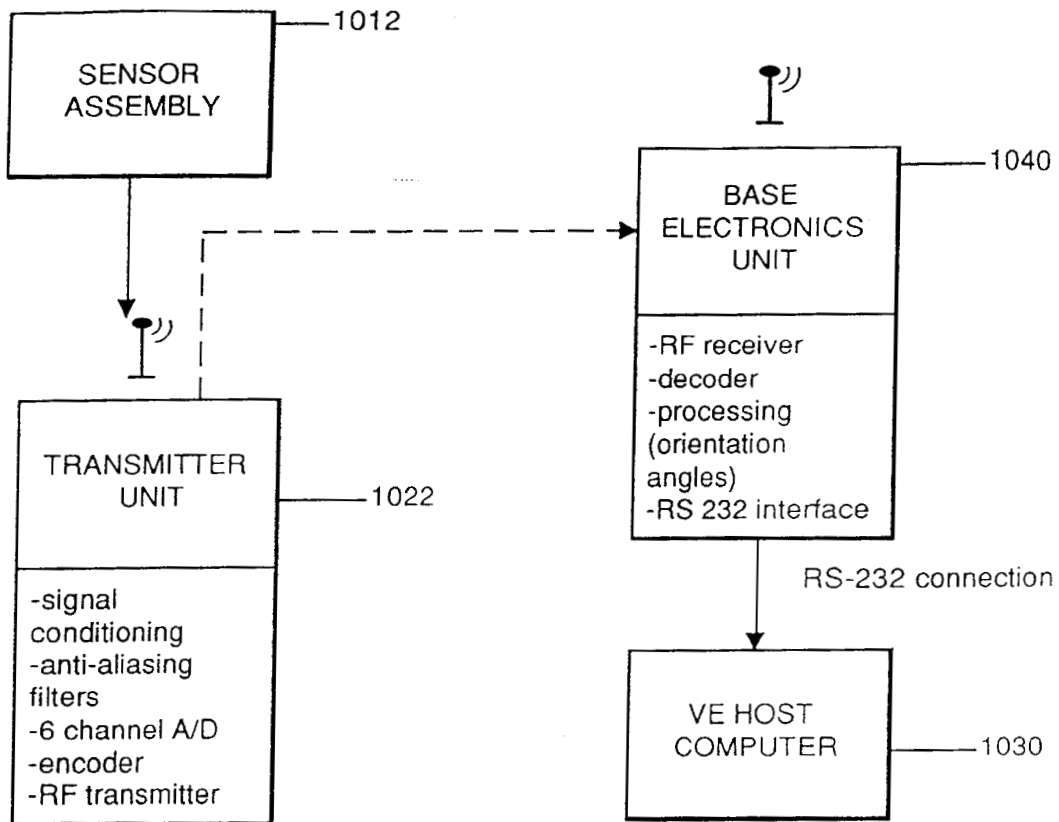 1012
SENSOR
ASSEMBLY
1040
BASE
ELECTRONICS
UNIT
-RF receiver
-decoder
-processing
(orientation
angles)
-RS 232 interface
TRANSMITTER
UNIT
1022
-signal
conditioning
-anti-aliasing
filters
-6 channel A/D
-encoder
-RF transmitter
RS-232 connection
VE HOST
COMPUTER
1030